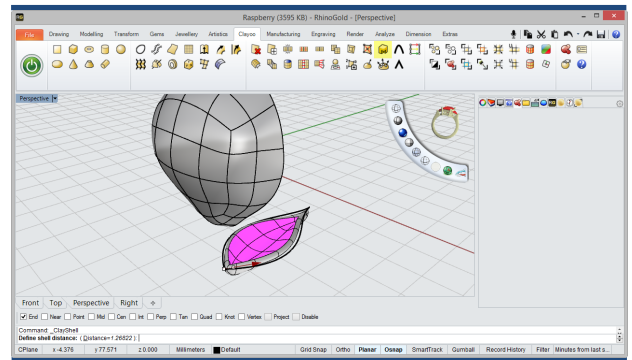 RG
Raspberry (3595 KB) - RhinoGold - [Perspective]
File Drawing Modelling Transform Gems Jewellery Artistics Clayoo Manufacturing Engraving Render Analyze Dimension Extras
Perspective
Front Top Perspective Right
End Near Point Mid Cen Int Perp Tan Quad Knot Vertex Project Disable
Command: _ClayShell
Define shell distance: ( Distance=1.26822 ):
CPlane x -4.376 y 77.571 z 0.000 Millimeters Default Grid Snap Ortho Planar Osnap SmartTrack Gumball Record History Filter Minutes from last s...